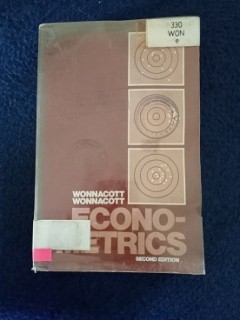 330
WON
e
WONNACOTT
WONNACOTT
ECONO-
METRICS
SECOND EDITION